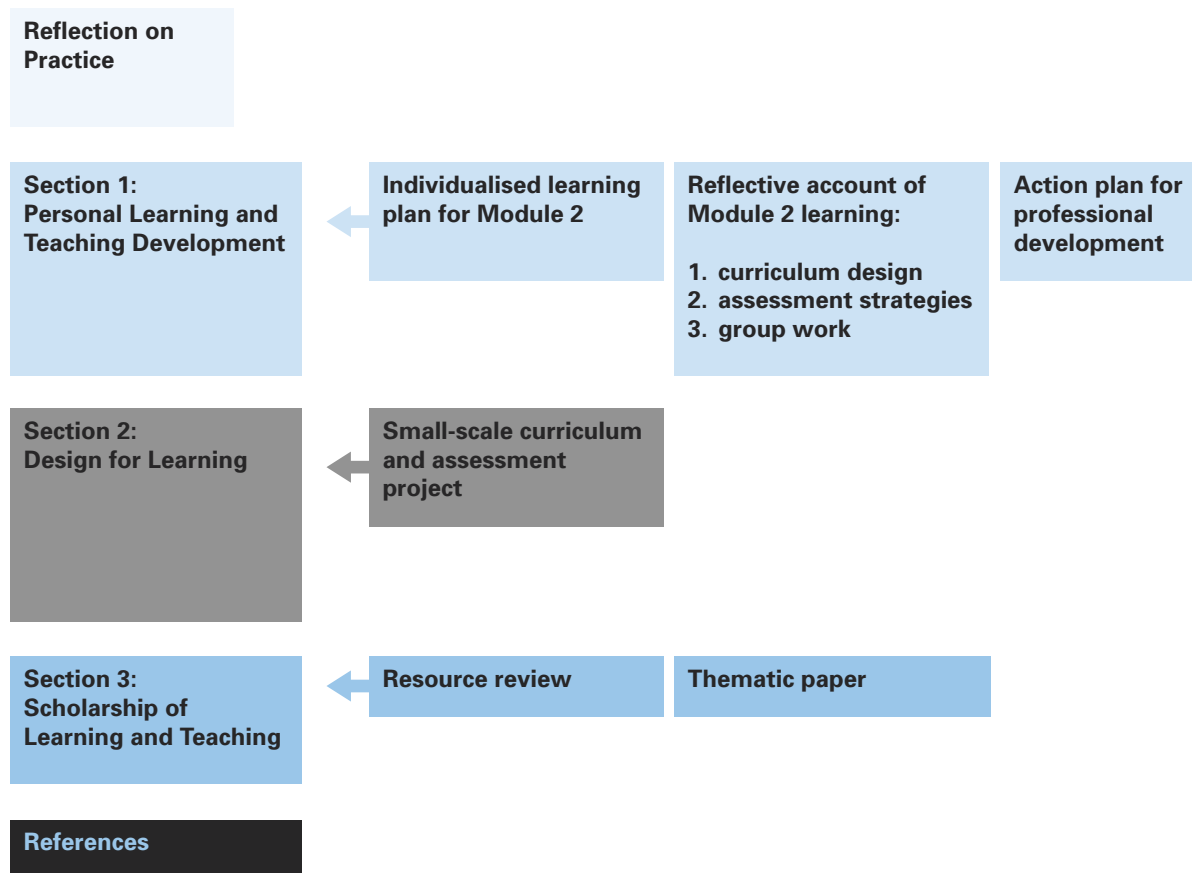 Reflection on
Practice
Section 1:
Personal Learning and
Teaching Development
Individualised learning
plan for Module 2
Reflective account of
Module 2 learning:
1. curriculum design
2. assessment strategies
3. group work
Action plan for
professional
development
Section 2:
Design for Learning
Small-scale curriculum
and assessment
project
Section 3:
Scholarship of
Learning and Teaching
Resource review
Thematic paper
References